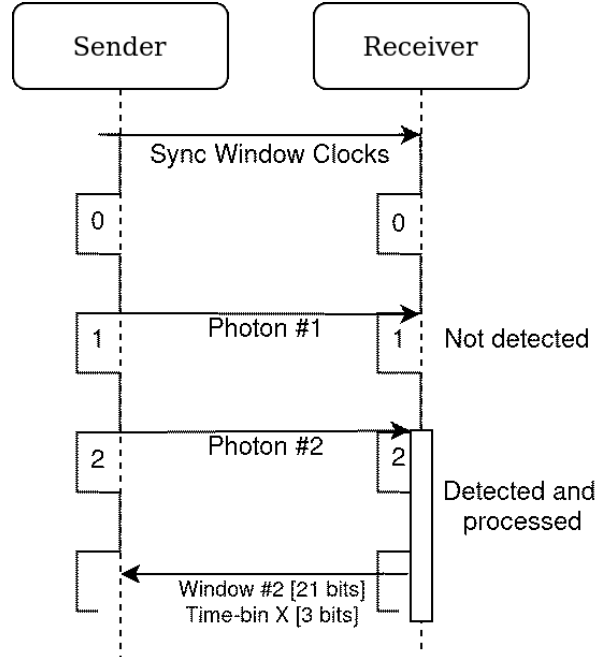 Sender
Receiver
Sync Window Clocks
0
0
Photon #1
1
1
Not detected
Photon #2
2
2
Detected and
processed
Window #2 [21 bits]
Time-bin X [3 bits]